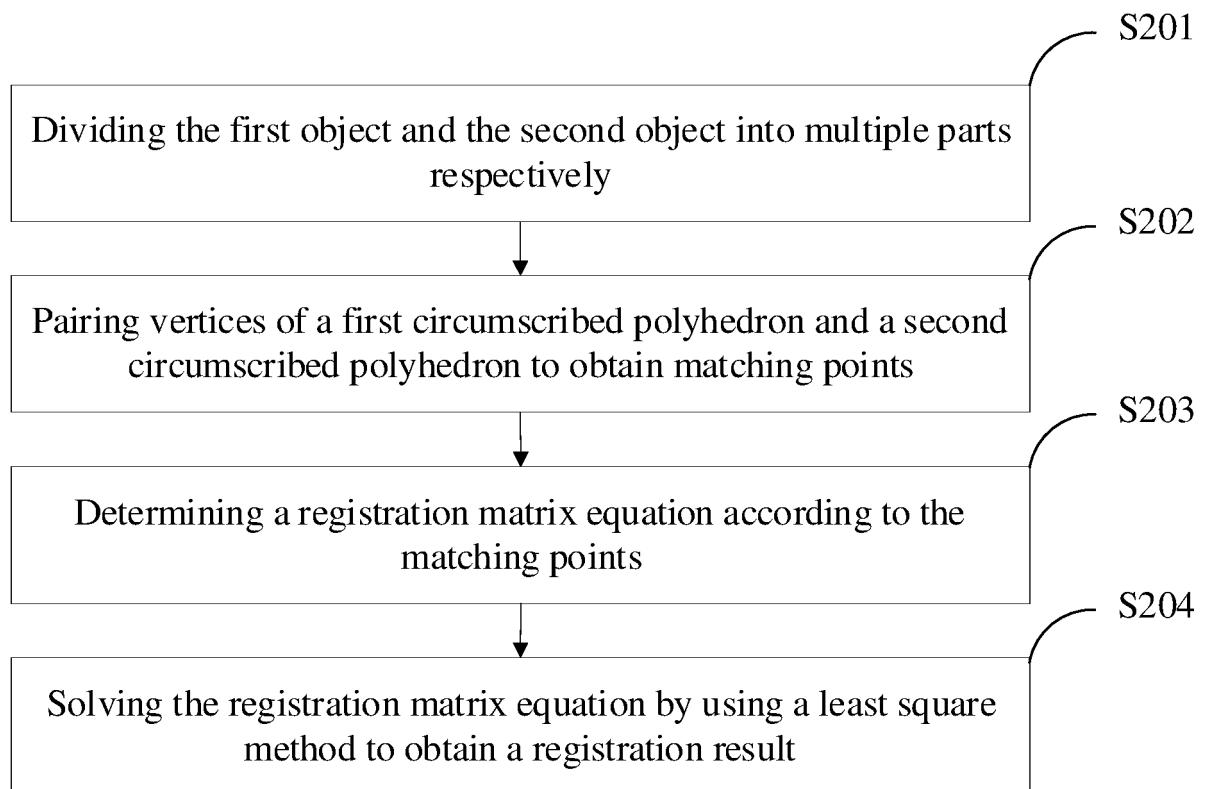 S201
Dividing the first object and the second object into multiple parts
respectively
S202
Pairing vertices of a first circumscribed polyhedron and a second
circumscribed polyhedron to obtain matching points
S203
Determining a registration matrix equation according to the
matching points
S204
Solving the registration matrix equation by using a least square
method to obtain a registration result